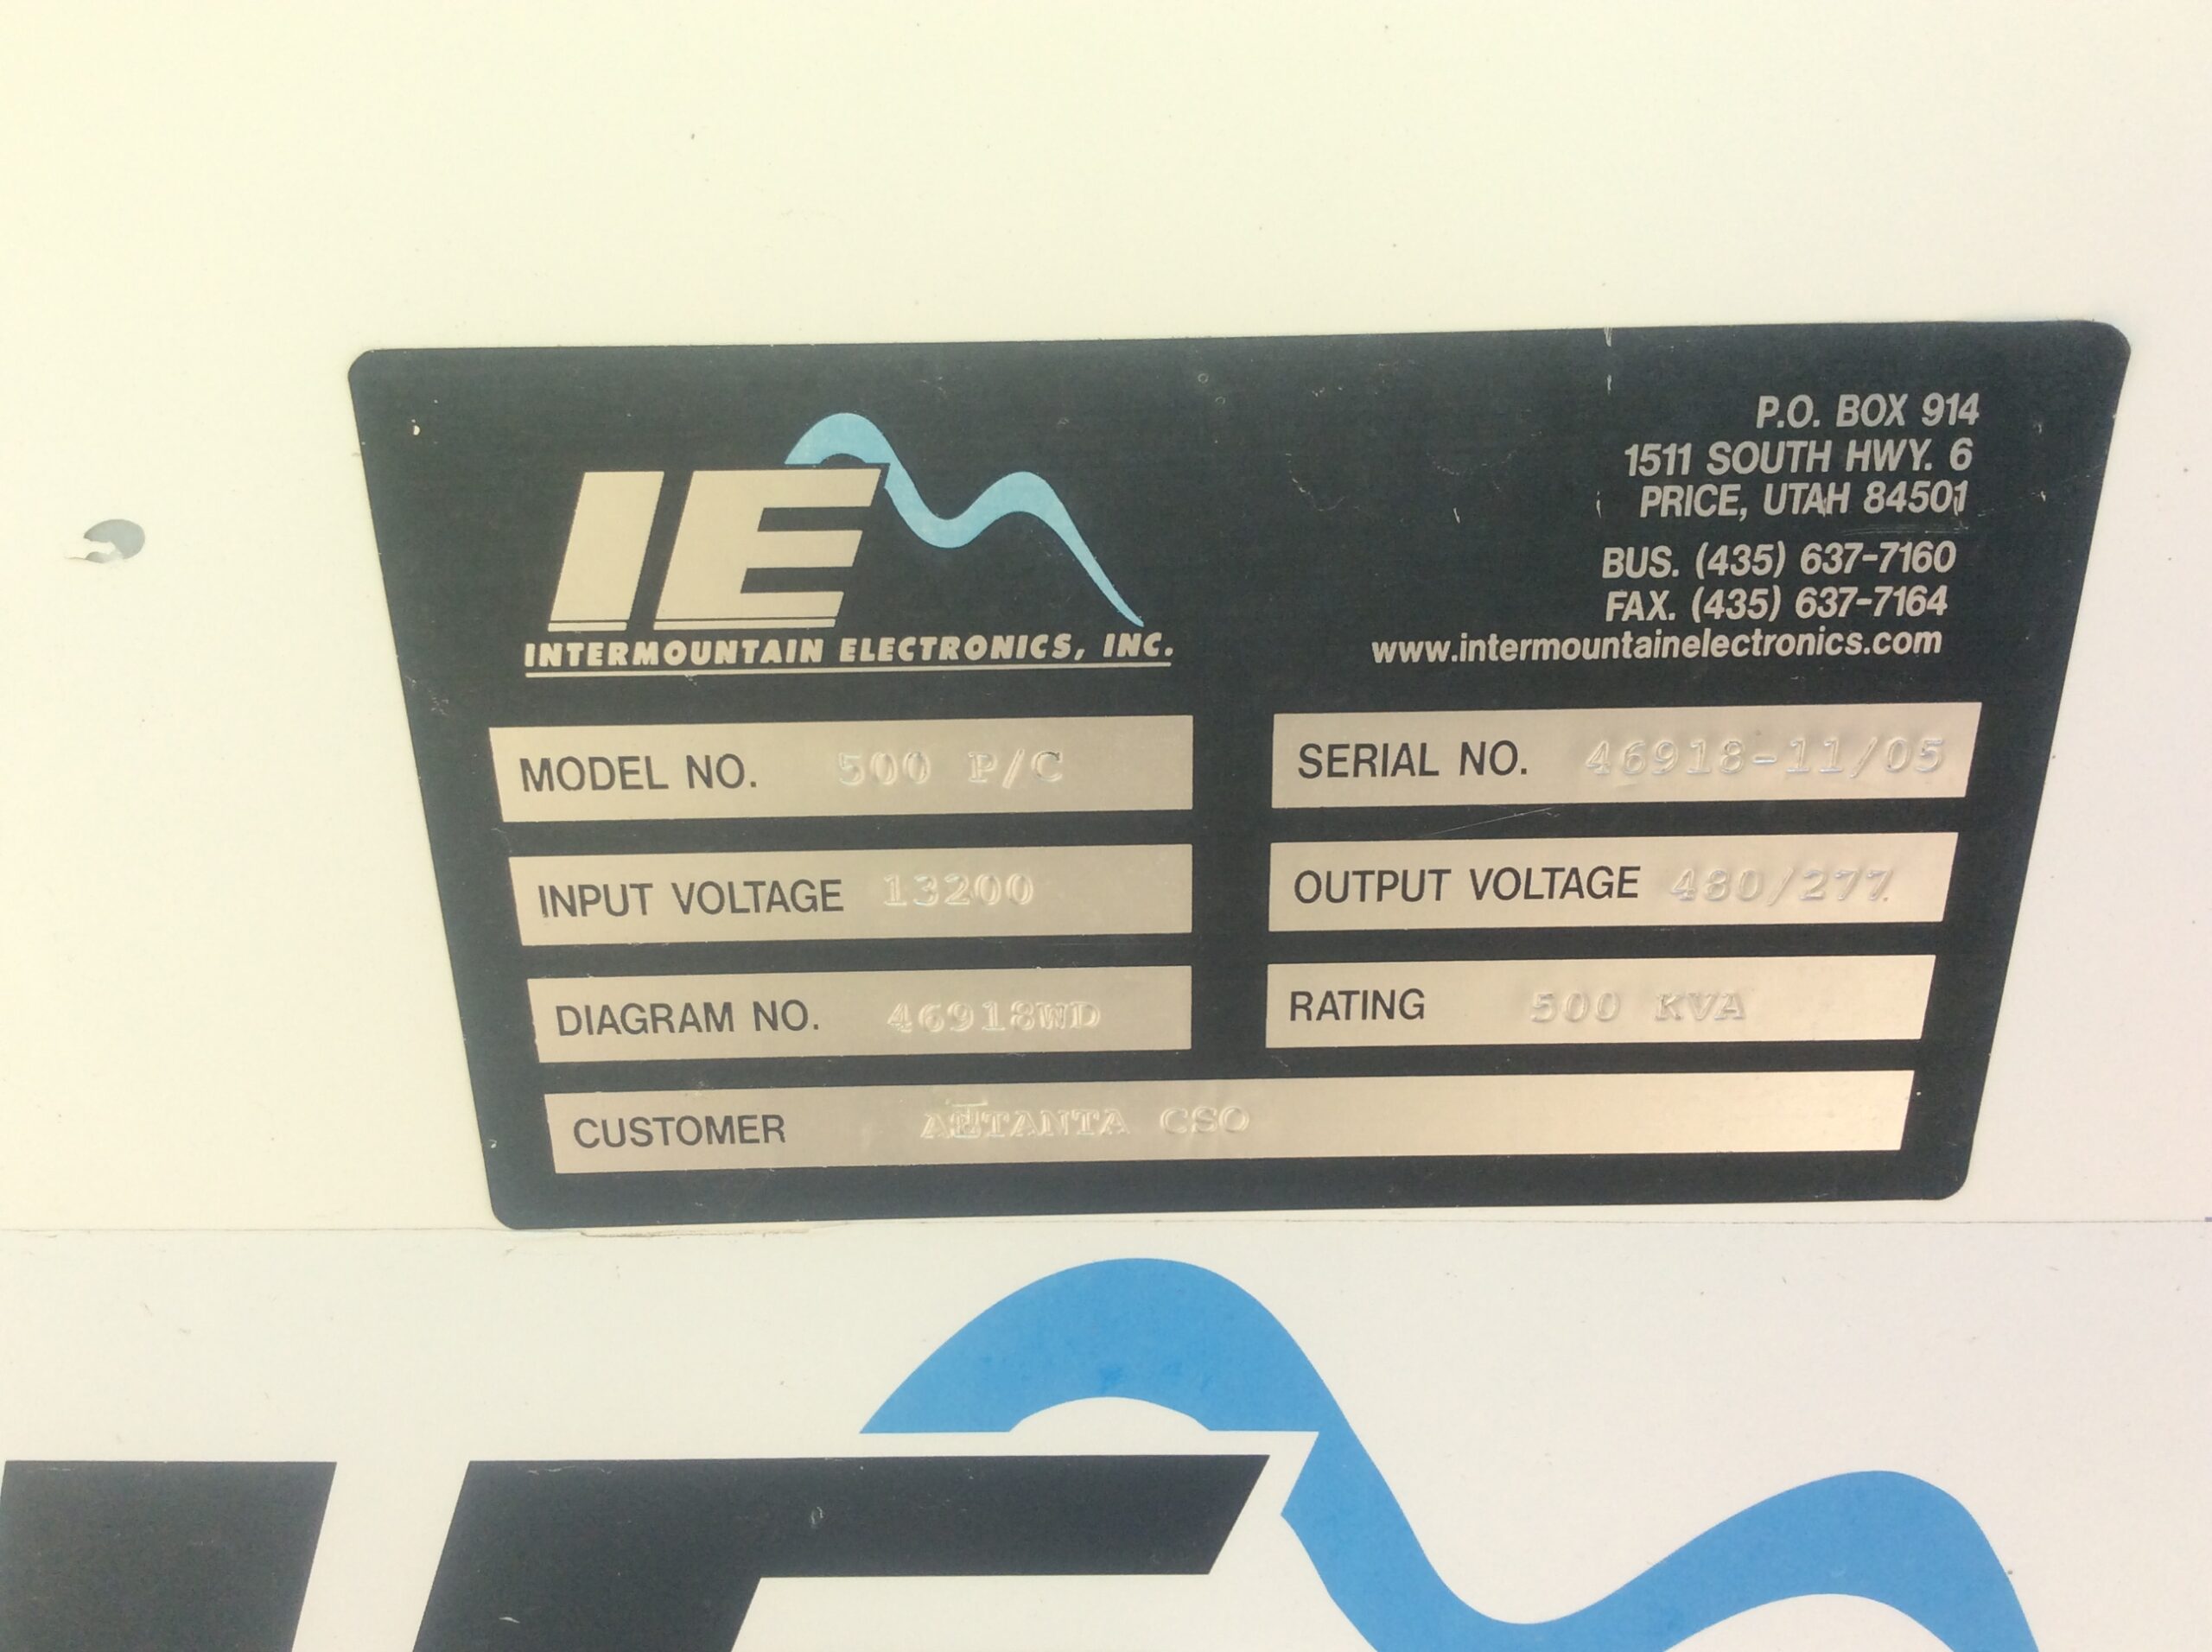 IE
INTERMOUNTAIN ELECTRONICS, INC.
P.O. BOX 914
1511 SOUTH HWY. 6
PRICE, UTAH 84501
BUS. (435) 637-7160
FAX. (435) 637-7164
www.intermountainelectronics.com
MODEL NO. 500 P/C
SERIAL NO. 46918-11/05
INPUT VOLTAGE 13200
OUTPUT VOLTAGE 480/277
DIAGRAM NO. 46918WD
RATING 500 KVA
CUSTOMER CSO
IE